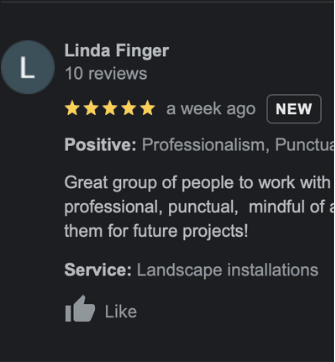 L
Linda Finger
10 reviews
a week ago NEW
Positive: Professionalism,
Great group of people to work with
professional, punctual, mindful of
them for future projects!
Service: Landscape installations
Like